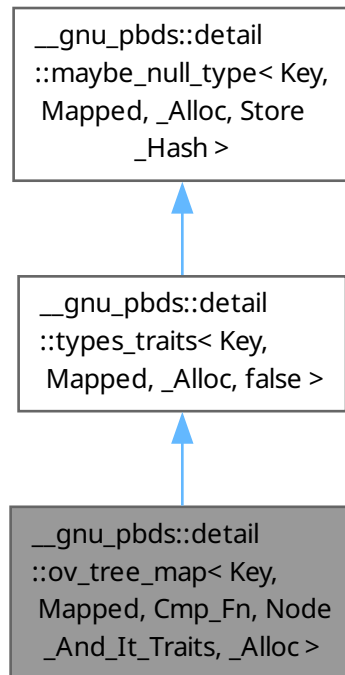 __gnu_pbds::detail
::maybe_null_type< Key,
Mapped, _Alloc, Store
_Hash >
__gnu_pbds::detail
::types_traits< Key,
Mapped, _Alloc, false >
__gnu_pbds::detail
::ov_tree_map< Key,
Mapped, Cmp_Fn, Node
_And_It_Traits, _Alloc >